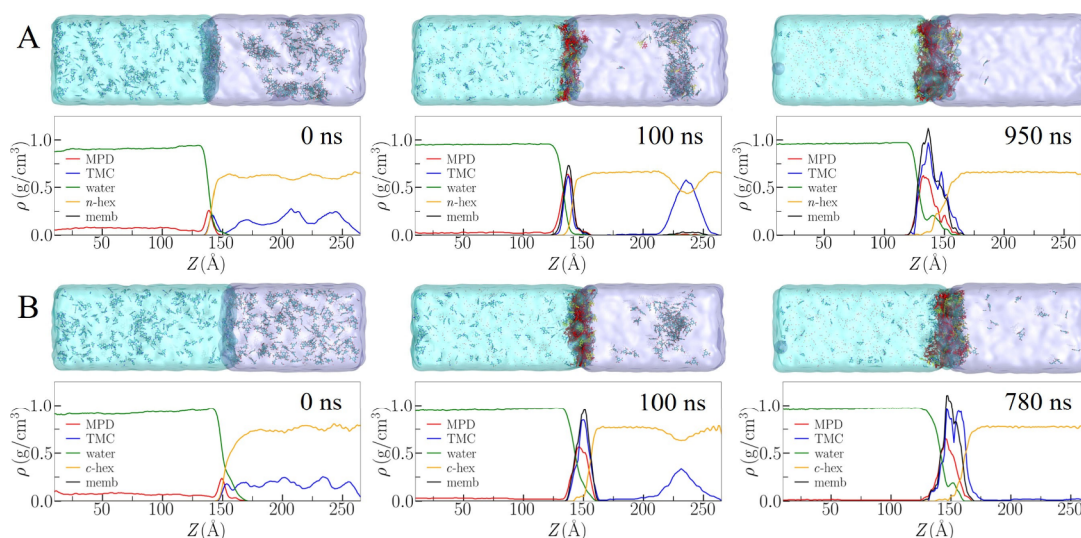 A
0 ns
100 ns
950 ns
ρ (g/cm³)
1.0
0.5
0.0
MPD
TMC
water
n-hex
memb
50
100
150
200
250
Z (Å)
ρ (g/cm³)
1.0
0.5
0.0
MPD
TMC
water
n-hex
memb
50
100
150
200
250
Z (Å)
ρ (g/cm³)
1.0
0.5
0.0
MPD
TMC
water
n-hex
memb
50
100
150
200
250
Z (Å)
B
0 ns
100 ns
780 ns
ρ (g/cm³)
1.0
0.5
0.0
MPD
TMC
water
c-hex
memb
50
100
150
200
250
Z (Å)
ρ (g/cm³)
1.0
0.5
0.0
MPD
TMC
water
c-hex
memb
50
100
150
200
250
Z (Å)
ρ (g/cm³)
1.0
0.5
0.0
MPD
TMC
water
c-hex
memb
50
100
150
200
250
Z (Å)